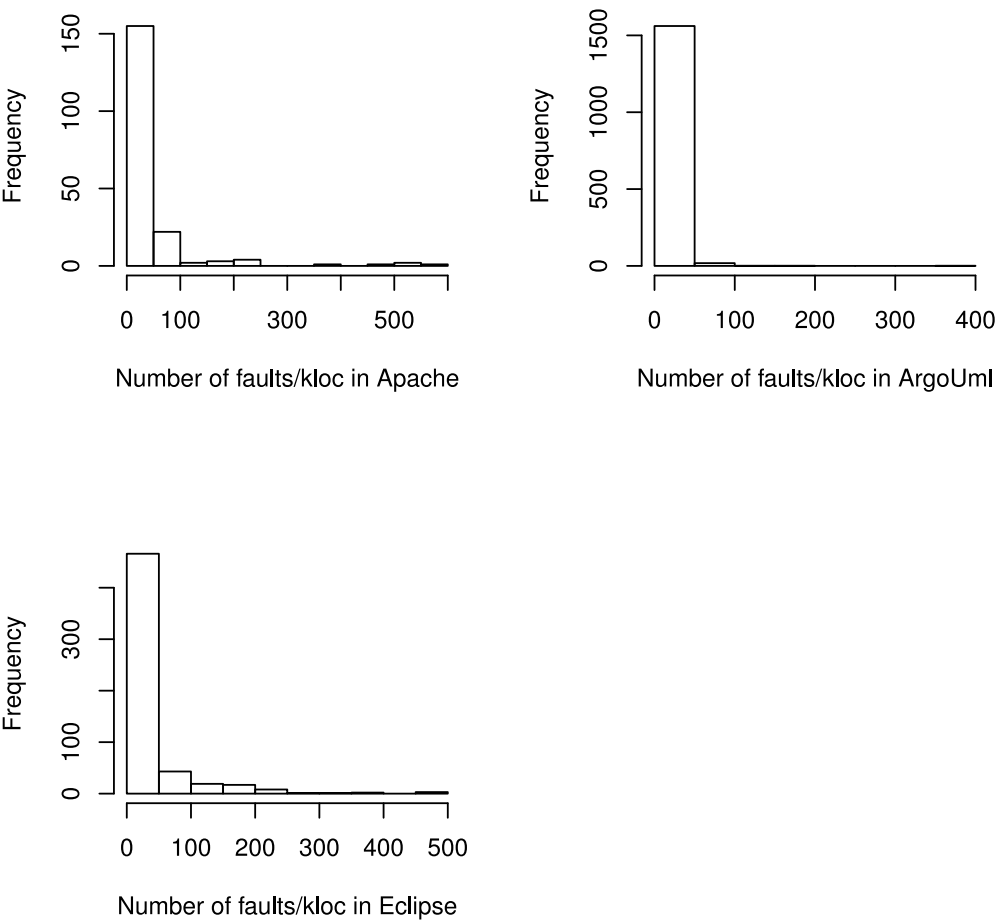 Frequency
150
100
50
0
0 100 300 500
Number of faults/kloc in Apache
Frequency
1500
1000
500
0
0 100 200 300 400
Number of faults/kloc in ArgoUml
Frequency
300
100
0
0 100 200 300 400 500
Number of faults/kloc in Eclipse